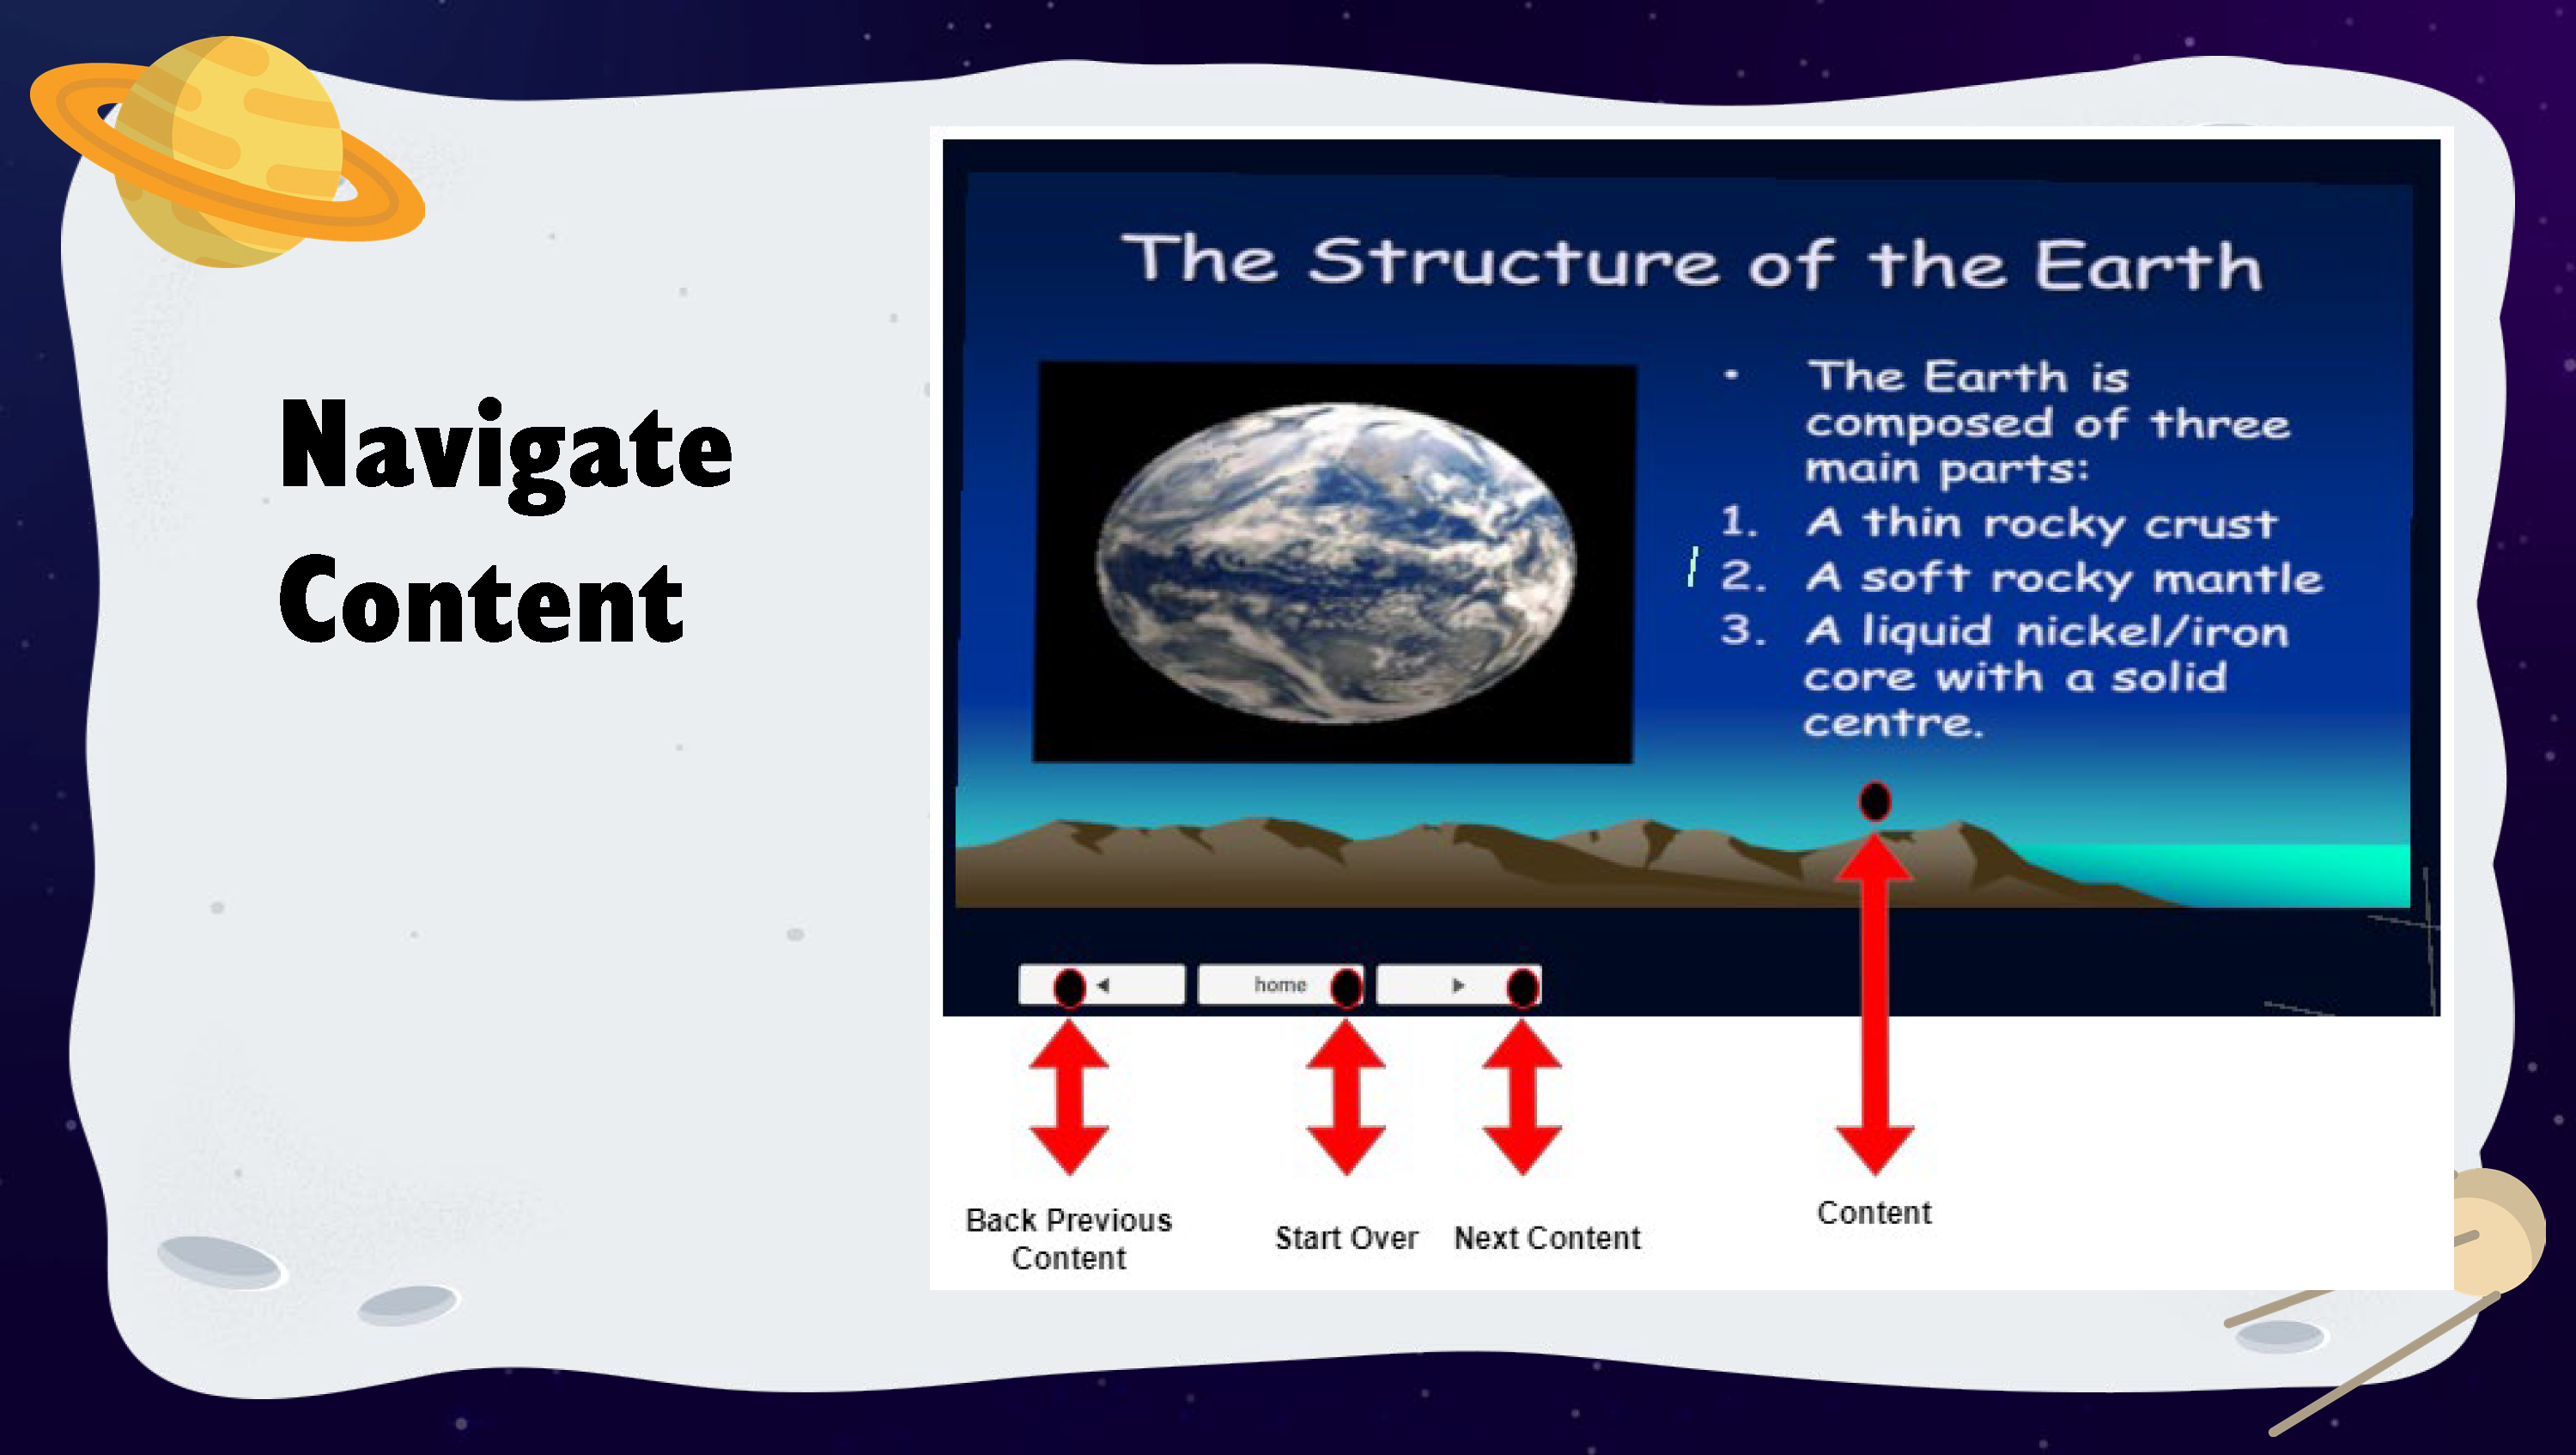 Navigate
Content
The Structure of the Earth
• The Earth is
composed of three
main parts:
1. A thin rocky crust
2. A soft rocky mantle
3. A liquid nickel/iron
core with a solid
centre.
home
Back Previous
Content
Start Over
Next Content
Content